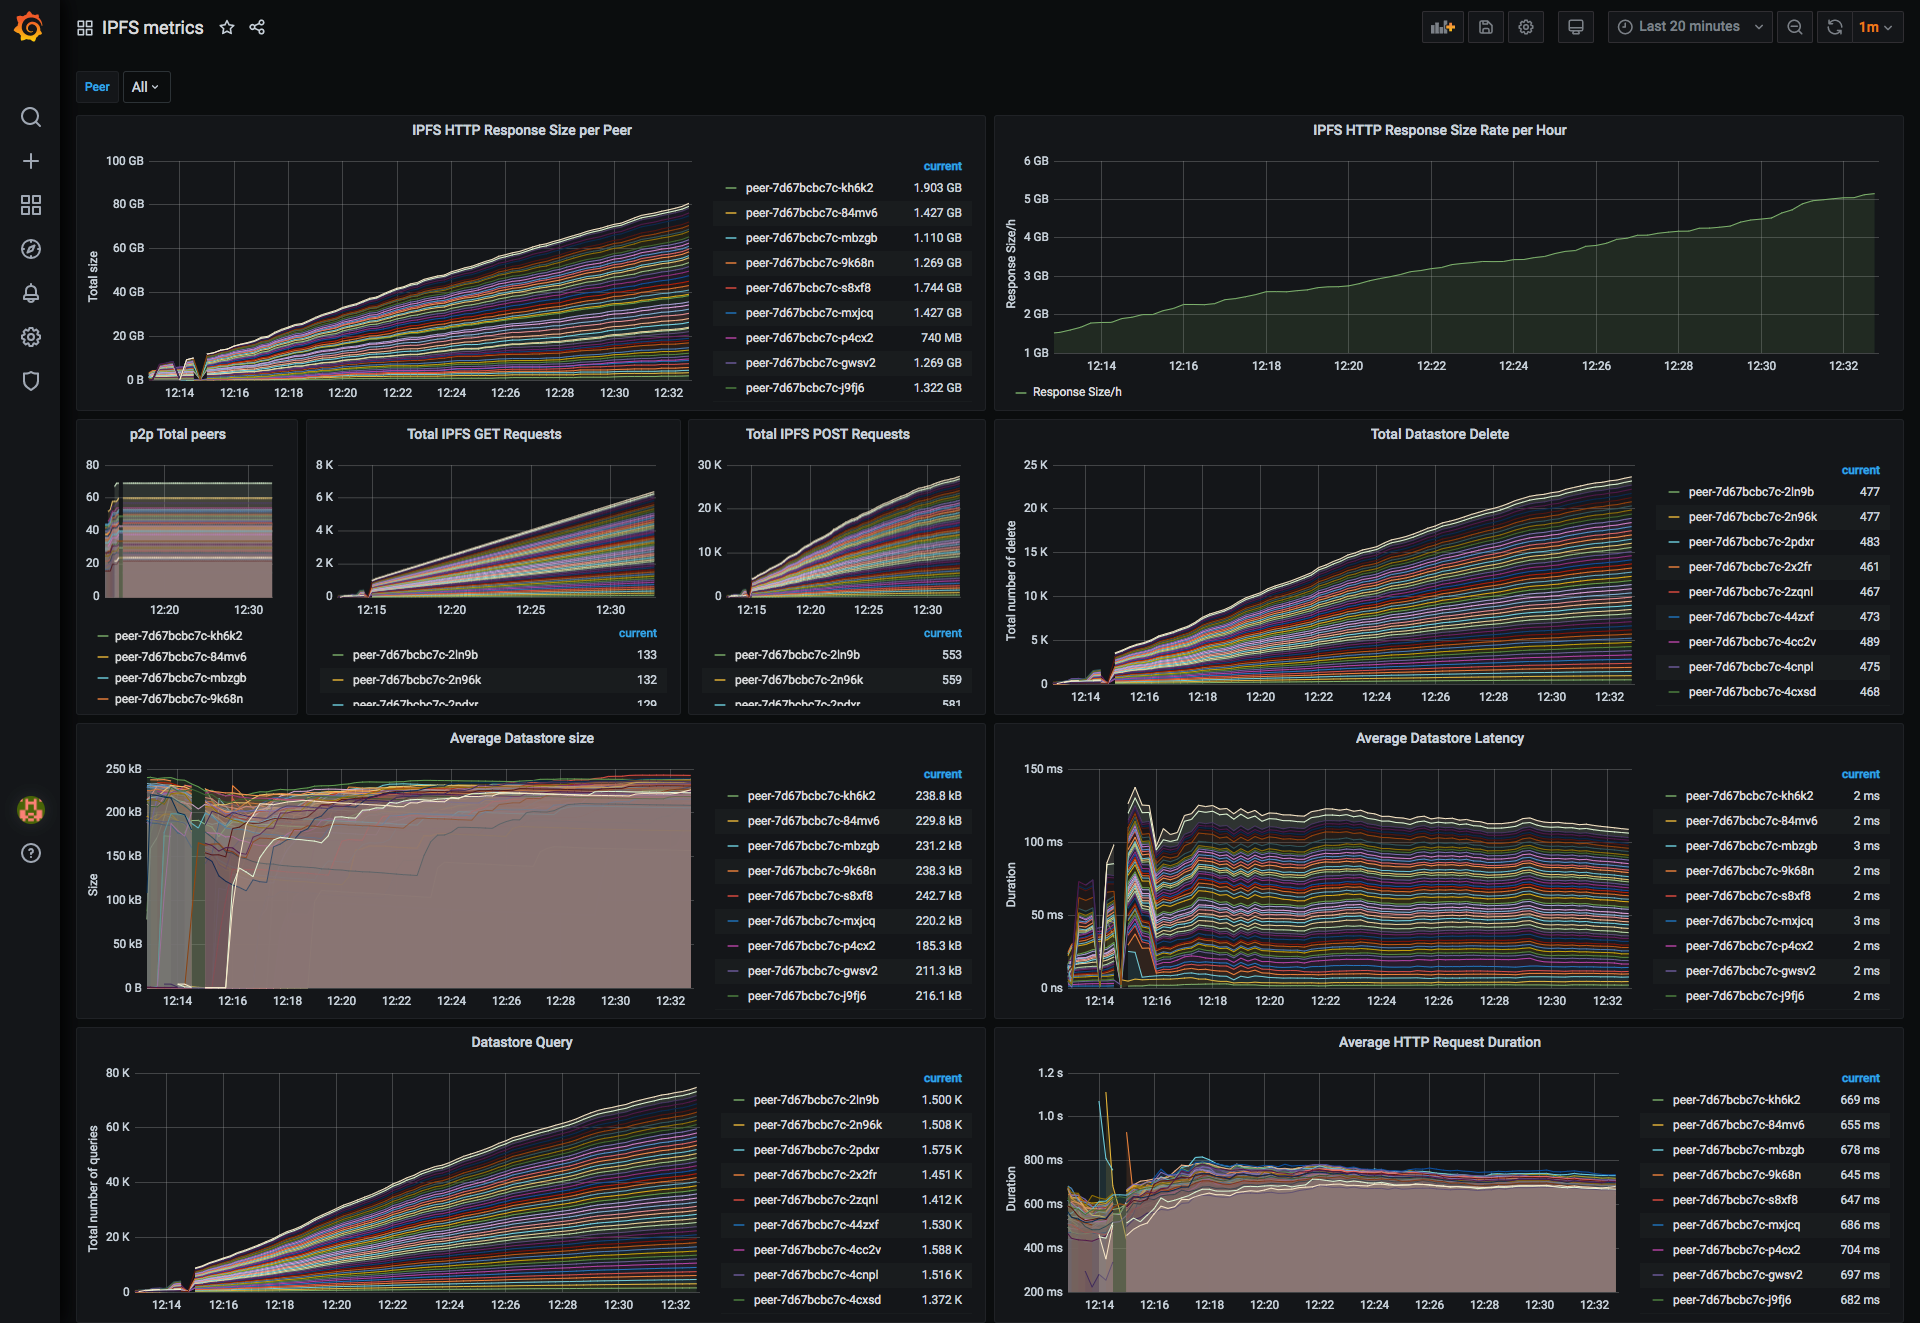 IPFS metrics
Last 20 minutes
1m
Peer
All
IPFS HTTP Response Size per Peer
100 GB
80 GB
60 GB
40 GB
20 GB
0 B
Total size
12:14 12:16 12:18 12:20 12:22 12:24 12:26 12:28 12:30 12:32
current
peer-7d67bcbc7c-kh6k2 1.903 GB
peer-7d67bcbc7c-84mv6 1.427 GB
peer-7d67bcbc7c-mbzgb 1.110 GB
peer-7d67bcbc7c-9k68n 1.269 GB
peer-7d67bcbc7c-s8xf8 1.744 GB
peer-7d67bcbc7c-mxjcq 1.427 GB
peer-7d67bcbc7c-p4cx2 740 MB
peer-7d67bcbc7c-gwsv2 1.269 GB
peer-7d67bcbc7c-j9fj6 1.322 GB
IPFS HTTP Response Size Rate per Hour
6 GB
5 GB
4 GB
3 GB
2 GB
1 GB
Response Size/h
12:14 12:16 12:18 12:20 12:22 12:24 12:26 12:28 12:30 12:32
Response Size/h
p2p Total peers
80
60
40
20
0
12:20 12:30
peer-7d67bcbc7c-kh6k2
peer-7d67bcbc7c-84mv6
peer-7d67bcbc7c-mbzgb
peer-7d67bcbc7c-9k68n
Total IPFS GET Requests
8 K
6 K
4 K
2 K
0
12:15 12:20 12:25 12:30
current
peer-7d67bcbc7c-2ln9b 133
peer-7d67bcbc7c-2n96k 132
peer-7d67bcbc7c-2pdxr 129
Total IPFS POST Requests
30 K
20 K
10 K
0
12:15 12:20 12:25 12:30
current
peer-7d67bcbc7c-2ln9b 553
peer-7d67bcbc7c-2n96k 559
peer-7d67bcbc7c-2pdxr 581
Total Datastore Delete
25 K
20 K
15 K
10 K
5 K
0
Total number of delete
12:14 12:16 12:18 12:20 12:22 12:24 12:26 12:28 12:30 12:32
current
peer-7d67bcbc7c-2ln9b 477
peer-7d67bcbc7c-2n96k 477
peer-7d67bcbc7c-2pdxr 483
peer-7d67bcbc7c-2x2fr 461
peer-7d67bcbc7c-2zqnl 467
peer-7d67bcbc7c-44zxf 473
peer-7d67bcbc7c-4cc2v 489
peer-7d67bcbc7c-4cnpl 475
peer-7d67bcbc7c-4cxsd 468
Average Datastore size
250 kB
200 kB
150 kB
100 kB
50 kB
0 B
Size
12:14 12:16 12:18 12:20 12:22 12:24 12:26 12:28 12:30 12:32
current
peer-7d67bcbc7c-kh6k2 238.8 kB
peer-7d67bcbc7c-84mv6 229.8 kB
peer-7d67bcbc7c-mbzgb 231.2 kB
peer-7d67bcbc7c-9k68n 238.3 kB
peer-7d67bcbc7c-s8xf8 242.7 kB
peer-7d67bcbc7c-mxjcq 220.2 kB
peer-7d67bcbc7c-p4cx2 185.3 kB
peer-7d67bcbc7c-gwsv2 211.3 kB
peer-7d67bcbc7c-j9fj6 216.1 kB
Average Datastore Latency
150 ms
100 ms
50 ms
0 ns
Duration
12:14 12:16 12:18 12:20 12:22 12:24 12:26 12:28 12:30 12:32
current
peer-7d67bcbc7c-kh6k2 2 ms
peer-7d67bcbc7c-84mv6 2 ms
peer-7d67bcbc7c-mbzgb 3 ms
peer-7d67bcbc7c-9k68n 2 ms
peer-7d67bcbc7c-s8xf8 2 ms
peer-7d67bcbc7c-mxjcq 3 ms
peer-7d67bcbc7c-p4cx2 2 ms
peer-7d67bcbc7c-gwsv2 2 ms
peer-7d67bcbc7c-j9fj6 2 ms
Datastore Query
80 K
60 K
40 K
20 K
0
Total number of queries
12:14 12:16 12:18 12:20 12:22 12:24 12:26 12:28 12:30 12:32
current
peer-7d67bcbc7c-2ln9b 1.500 K
peer-7d67bcbc7c-2n96k 1.508 K
peer-7d67bcbc7c-2pdxr 1.575 K
peer-7d67bcbc7c-2x2fr 1.451 K
peer-7d67bcbc7c-2zqnl 1.412 K
peer-7d67bcbc7c-44zxf 1.530 K
peer-7d67bcbc7c-4cc2v 1.588 K
peer-7d67bcbc7c-4cnpl 1.516 K
peer-7d67bcbc7c-4cxsd 1.372 K
Average HTTP Request Duration
1.2 s
1.0 s
800 ms
600 ms
400 ms
200 ms
Duration
12:14 12:16 12:18 12:20 12:22 12:24 12:26 12:28 12:30 12:32
current
peer-7d67bcbc7c-kh6k2 669 ms
peer-7d67bcbc7c-84mv6 655 ms
peer-7d67bcbc7c-mbzgb 678 ms
peer-7d67bcbc7c-9k68n 645 ms
peer-7d67bcbc7c-s8xf8 647 ms
peer-7d67bcbc7c-mxjcq 686 ms
peer-7d67bcbc7c-p4cx2 704 ms
peer-7d67bcbc7c-gwsv2 697 ms
peer-7d67bcbc7c-j9fj6 682 ms